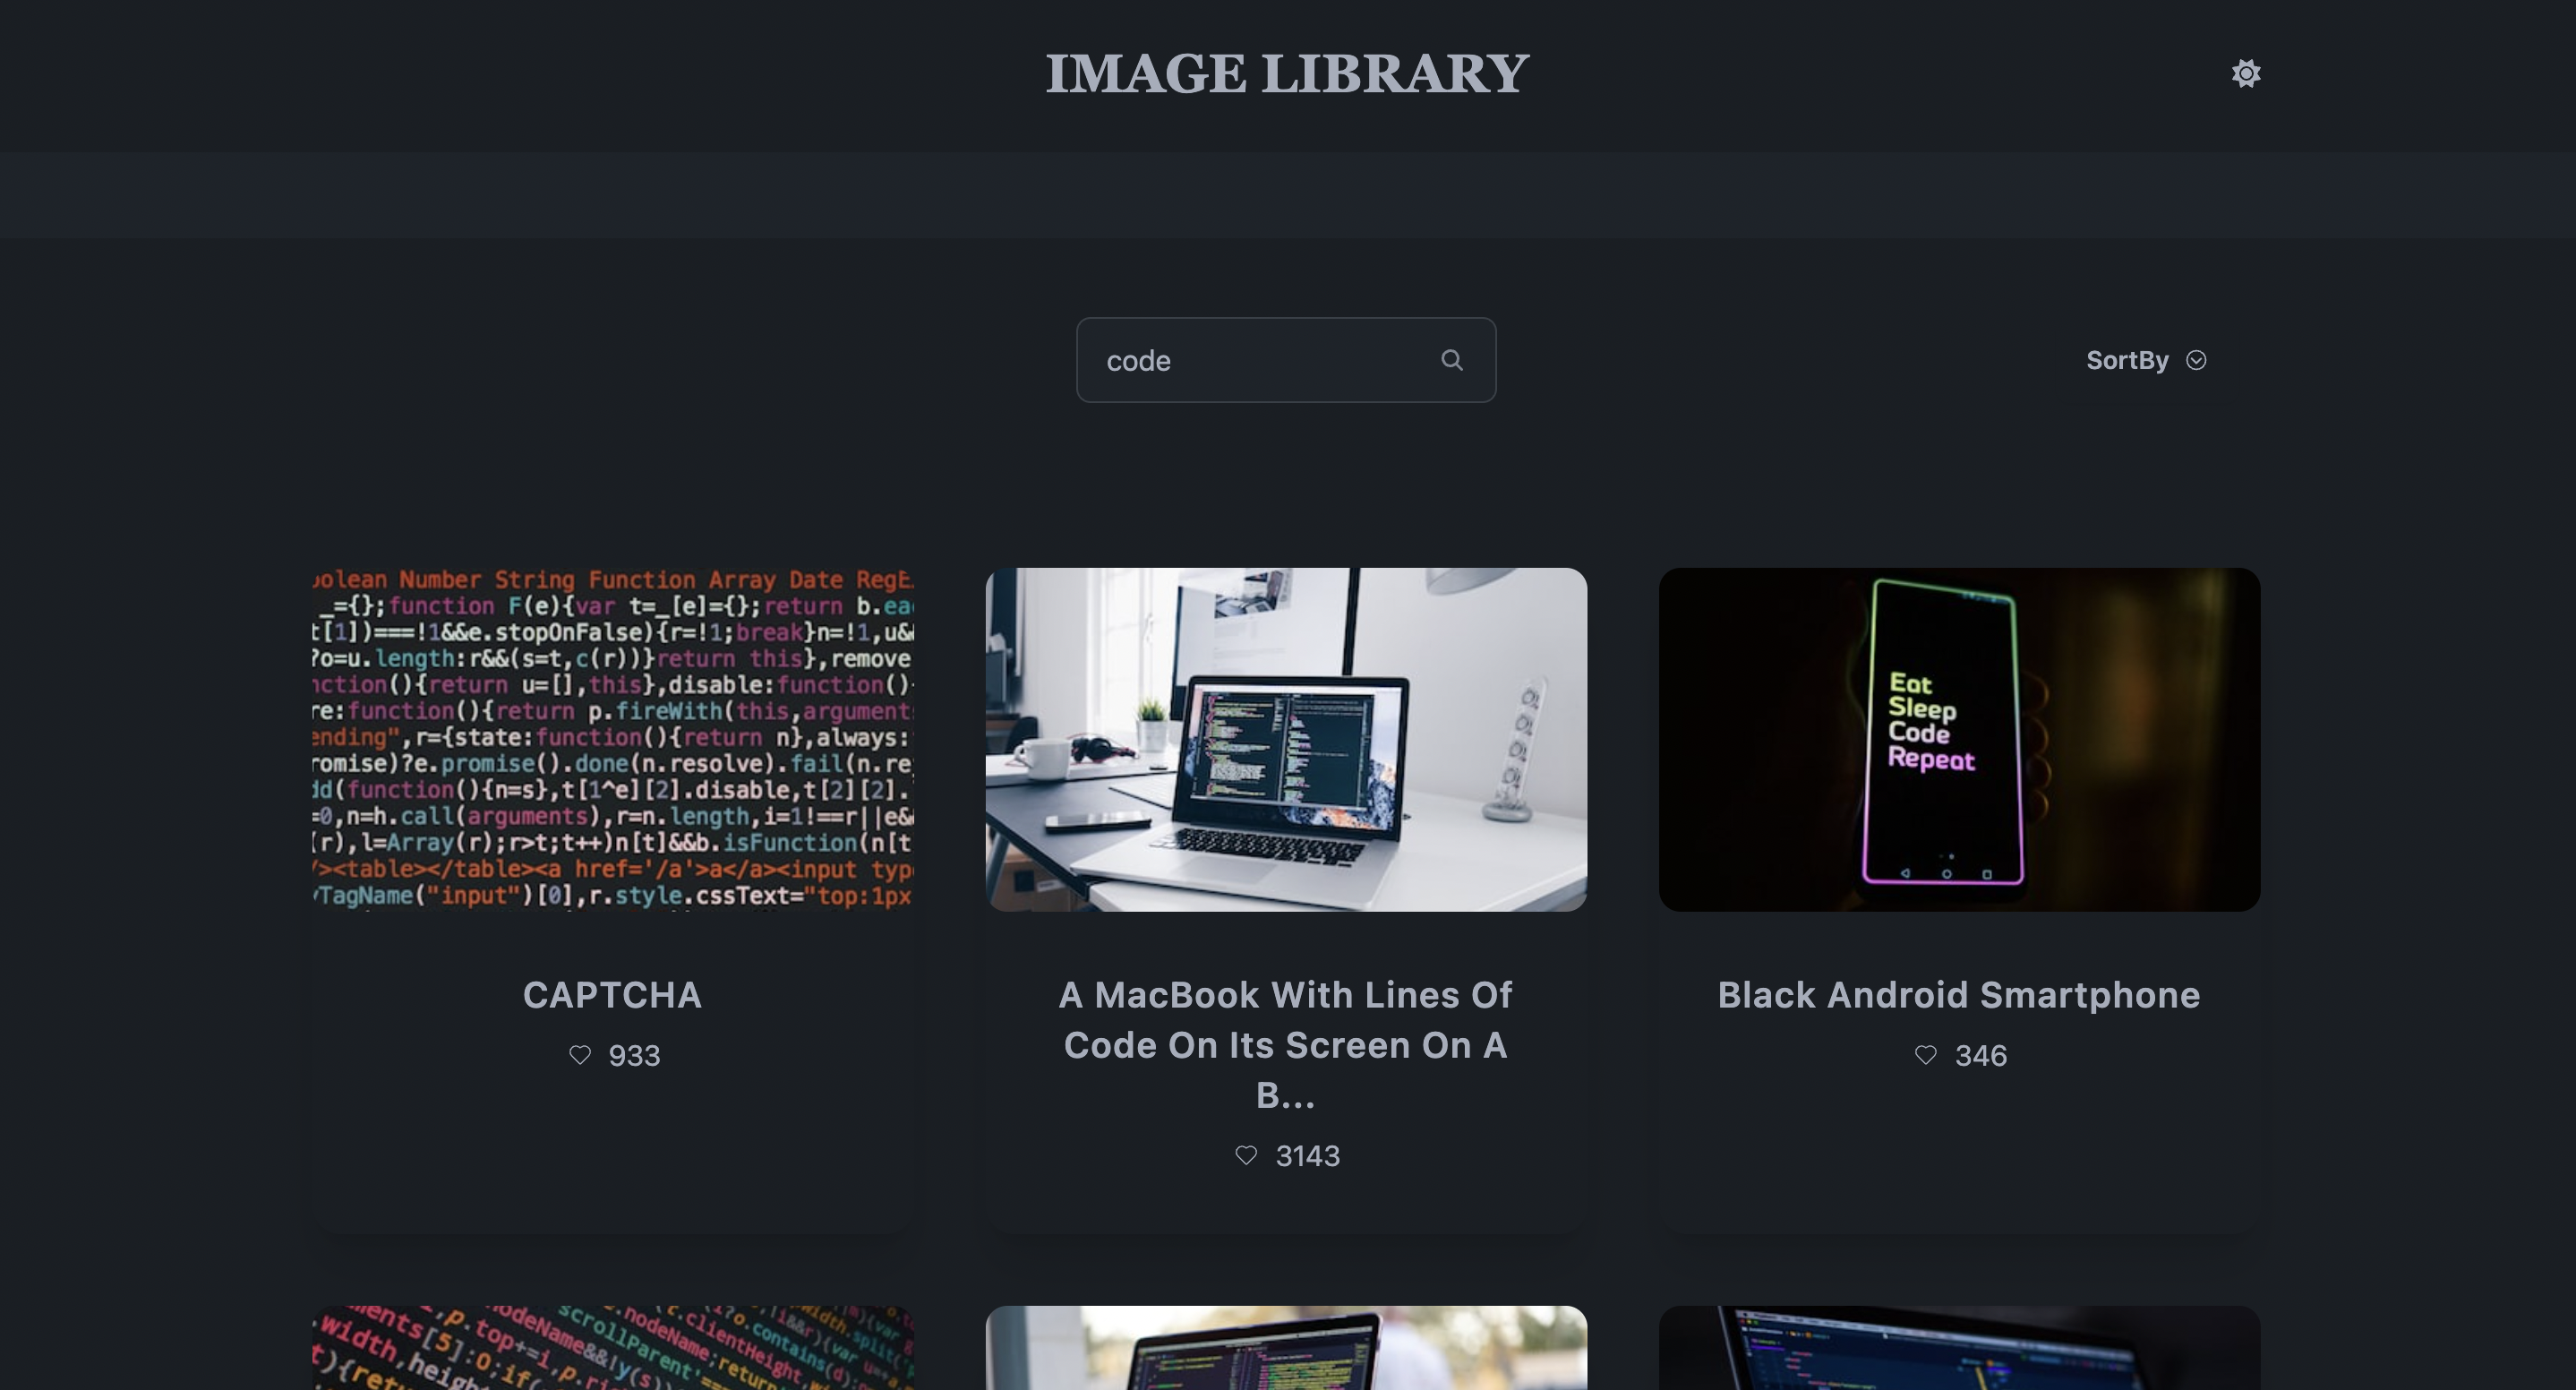 IMAGE LIBRARY
code
SortBy
Boolean Number String Function Array Date RegE
_={};function F(e){var t=_[e]={};return b.ea
t[1])===!1&&e.stopOnFalse){r=!1;break}n=!1,u&
?o=u.length:r&&(s=t,c(r))}return this},remove
nction(){return u=[],this},disable:function()
re:function(){return p.fireWith(this,argument
ending",r={state:function(){return n},always:
romise)?e.promise().done(n.resolve).fail(n.re
dd(function(){n=s},t[1^e][2].disable,t[2][2].
=0,n=h.call(arguments),r=n.length,i=1!==r||e&
(r),l=Array(r);r>t;t++)n[t]&&b.isFunction(n[t
/><table></table><a href='/a'>a</a><input typ
yTagName("input")[0],r.style.cssText="top:1px
Eat
Sleep
Code
Repeat
CAPTCHA
933
A MacBook With Lines Of
Code On Its Screen On A
B...
3143
Black Android Smartphone
346